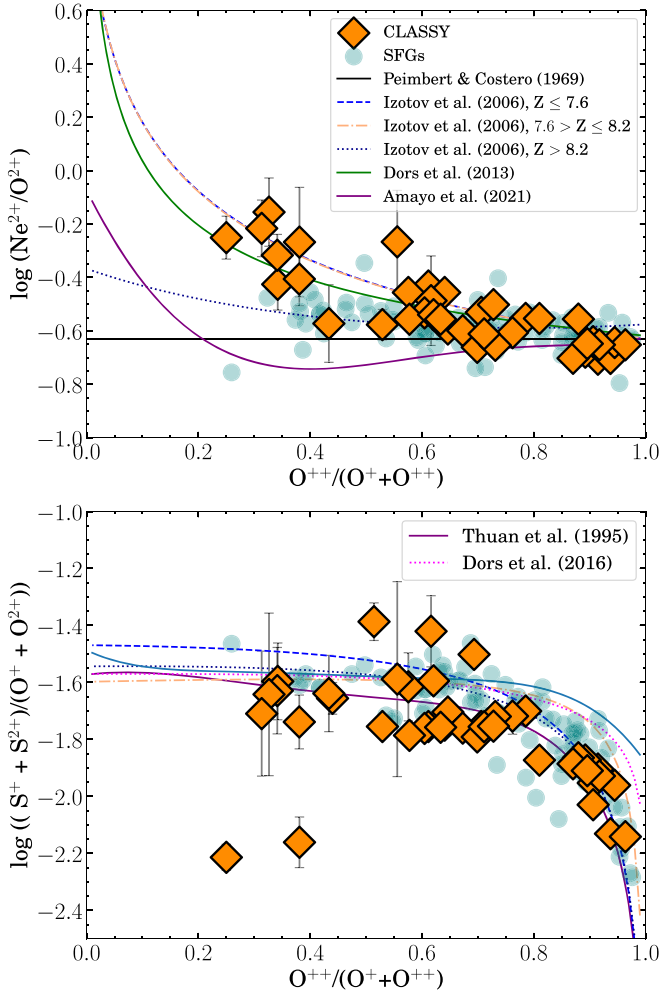 0.6
0.4
0.2
0.0
−0.2
−0.4
−0.6
−0.8
−1.0
log (Ne2+/O2+)
CLASSY
SFGs
Peimbert & Costero (1969)
Izotov et al. (2006), Z ≤ 7.6
Izotov et al. (2006), 7.6 > Z ≤ 8.2
Izotov et al. (2006), Z > 8.2
Dors et al. (2013)
Amayo et al. (2021)
0.0 0.2 0.4 0.6 0.8 1.0
O++/(O++O++)
−1.0
−1.2
−1.4
−1.6
−1.8
−2.0
−2.2
−2.4
log (( S+ + S2+)/(O+ + O2+))
Thuan et al. (1995)
Dors et al. (2016)
0.0 0.2 0.4 0.6 0.8 1.0
O++/(O++O++)